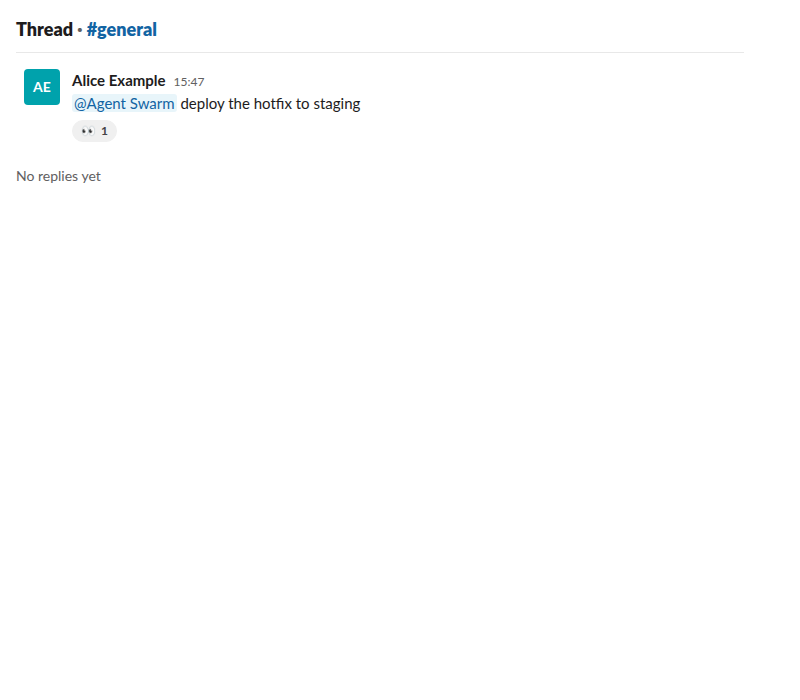 Thread • #general
AE
Alice Example 15:47
@Agent Swarm deploy the hotfix to staging
👀 1
No replies yet